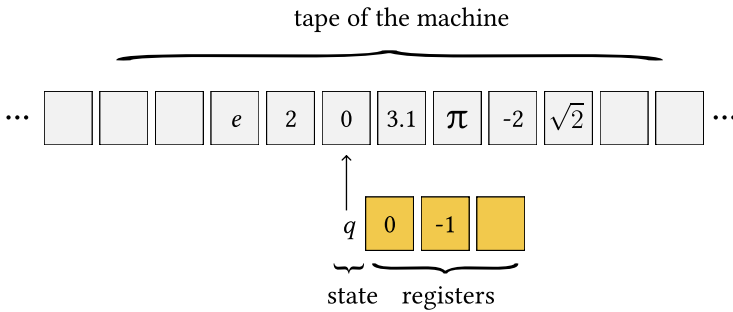 tape of the machine
... e 2 0 3.1 π -2 √2 ...
q 0 -1
state registers